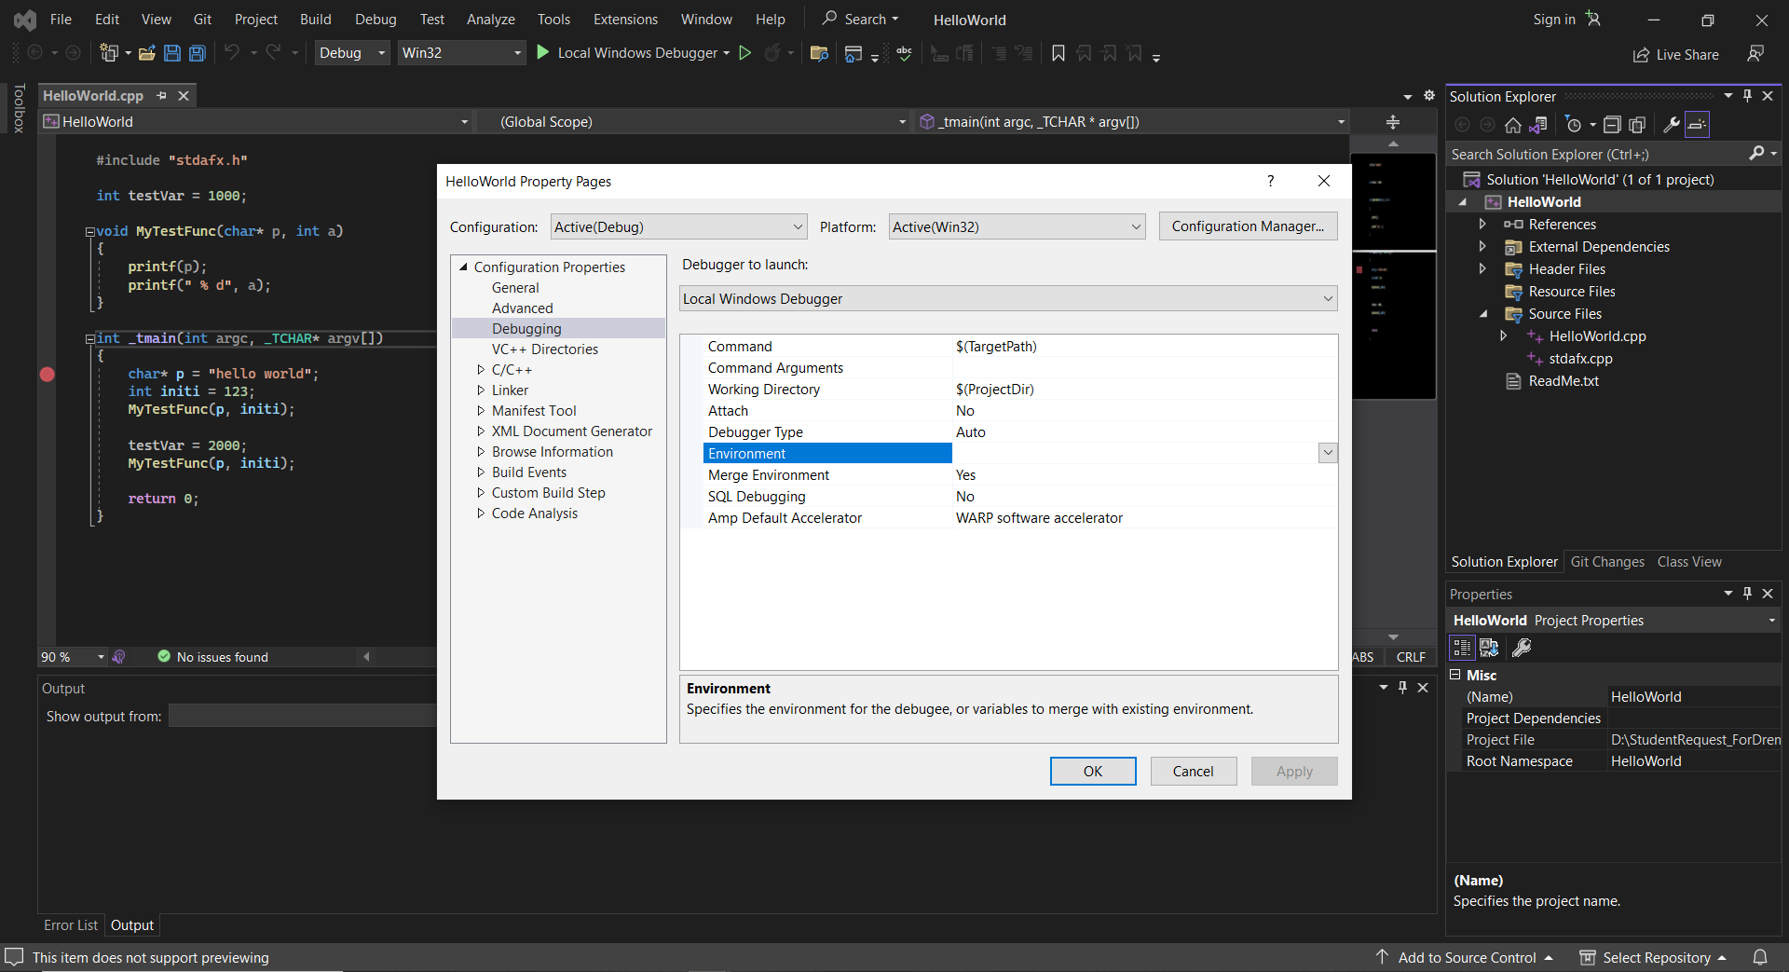 File Edit View Git Project Build Debug Test Analyze Tools Extensions Window Help Search HelloWorld Sign in
Debug Win32 Local Windows Debugger abc Live Share
Toolbox
HelloWorld.cpp
HelloWorld (Global Scope) _tmain(int argc, _TCHAR * argv[])
#include "stdafx.h"
int testVar = 1000;
void MyTestFunc(char* p, int a)
{
printf(p);
printf(" % d", a);
}
int _tmain(int argc, _TCHAR* argv[])
{
char* p = "hello world";
int initi = 123;
MyTestFunc(p, initi);
testVar = 2000;
MyTestFunc(p, initi);
return 0;
}
90 % No issues found
ABS CRLF
Output
Show output from:
Error List Output
HelloWorld Property Pages ?
Configuration: Active(Debug) Platform: Active(Win32) Configuration Manager...
Configuration Properties
General
Advanced
Debugging
VC++ Directories
C/C++
Linker
Manifest Tool
XML Document Generator
Browse Information
Build Events
Custom Build Step
Code Analysis
Debugger to launch:
Local Windows Debugger
Command $(TargetPath)
Command Arguments
Working Directory $(ProjectDir)
Attach No
Debugger Type Auto
Environment
Merge Environment Yes
SQL Debugging No
Amp Default Accelerator WARP software accelerator
Environment
Specifies the environment for the debugee, or variables to merge with existing environment.
OK Cancel Apply
Solution Explorer
Search Solution Explorer (Ctrl+;)
Solution 'HelloWorld' (1 of 1 project)
HelloWorld
References
External Dependencies
Header Files
Resource Files
Source Files
HelloWorld.cpp
stdafx.cpp
ReadMe.txt
Solution Explorer Git Changes Class View
Properties
HelloWorld Project Properties
Misc
(Name) HelloWorld
Project Dependencies
Project File D:\StudentRequest_ForDren
Root Namespace HelloWorld
(Name)
Specifies the project name.
This item does not support previewing Add to Source Control Select Repository